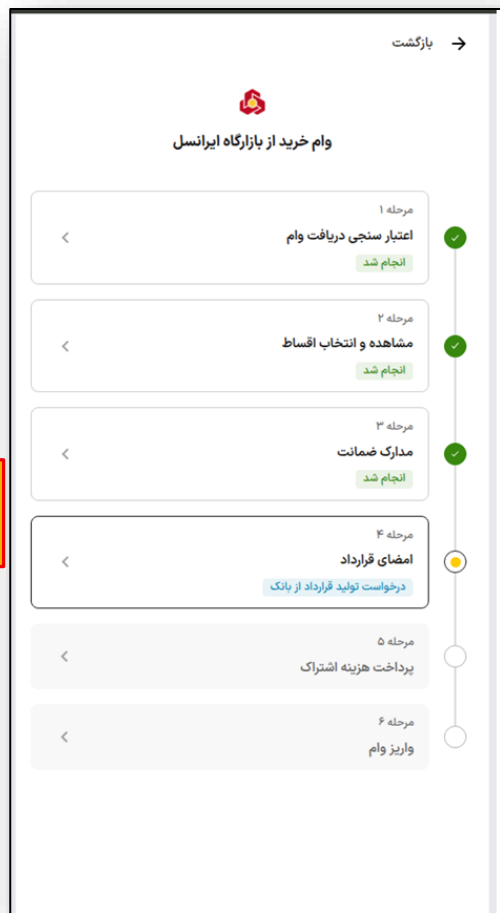 بازگشت
وام خرید از بازارگاه ایرانسل
مرحله ۱
اعتبار سنجی دریافت وام
انجام شد
مرحله ۲
مشاهده و انتخاب اقساط
انجام شد
مرحله ۳
مدارک ضمانت
انجام شد
مرحله ۴
امضای قرارداد
درخواست تولید قرارداد از بانک
مرحله ۵
پرداخت هزینه اشتراک
مرحله ۶
واریز وام